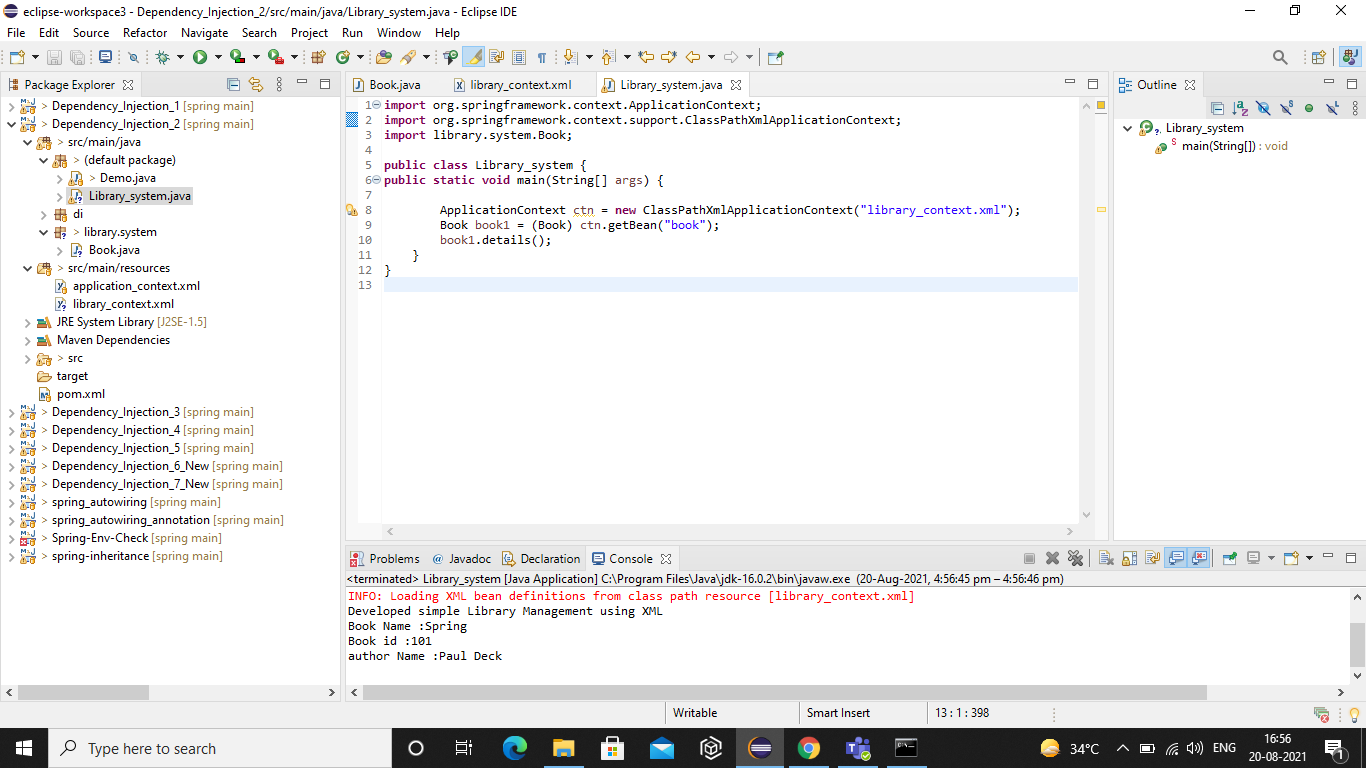 eclipse-workspace3 - Dependency_Injection_2/src/main/java/Library_system.java - Eclipse IDE
File Edit Source Refactor Navigate Search Project Run Window Help
Package Explorer
> Dependency_Injection_1 [spring main]
> Dependency_Injection_2 [spring main]
> src/main/java
> (default package)
> Demo.java
Library_system.java
di
> library.system
> Book.java
> src/main/resources
application_context.xml
library_context.xml
JRE System Library [J2SE-1.5]
Maven Dependencies
> src
target
pom.xml
> Dependency_Injection_3 [spring main]
> Dependency_Injection_4 [spring main]
> Dependency_Injection_5 [spring main]
> Dependency_Injection_6_New [spring main]
> Dependency_Injection_7_New [spring main]
> spring_autowiring [spring main]
> spring_autowiring_annotation [spring main]
> Spring-Env-Check [spring main]
> spring-inheritance [spring main]
Book.java library_context.xml Library_system.java
1 import org.springframework.context.ApplicationContext;
2 import org.springframework.context.support.ClassPathXmlApplicationContext;
3 import library.system.Book;
4
5 public class Library_system {
6 public static void main(String[] args) {
7
8 ApplicationContext ctn = new ClassPathXmlApplicationContext("library_context.xml");
9 Book book1 = (Book) ctn.getBean("book");
10 book1.details();
11 }
12 }
13
Outline
Library_system
main(String[]) : void
Problems @ Javadoc Declaration Console
<terminated> Library_system [Java Application] C:\Program Files\Java\jdk-16.0.2\bin\javaw.exe (20-Aug-2021, 4:56:45 pm – 4:56:46 pm)
INFO: Loading XML bean definitions from class path resource [library_context.xml]
Developed simple Library Management using XML
Book Name :Spring
Book id :101
author Name :Paul Deck
Writable Smart Insert 13 : 1 : 398
Type here to search
34°C ENG
16:56
20-08-2021
1